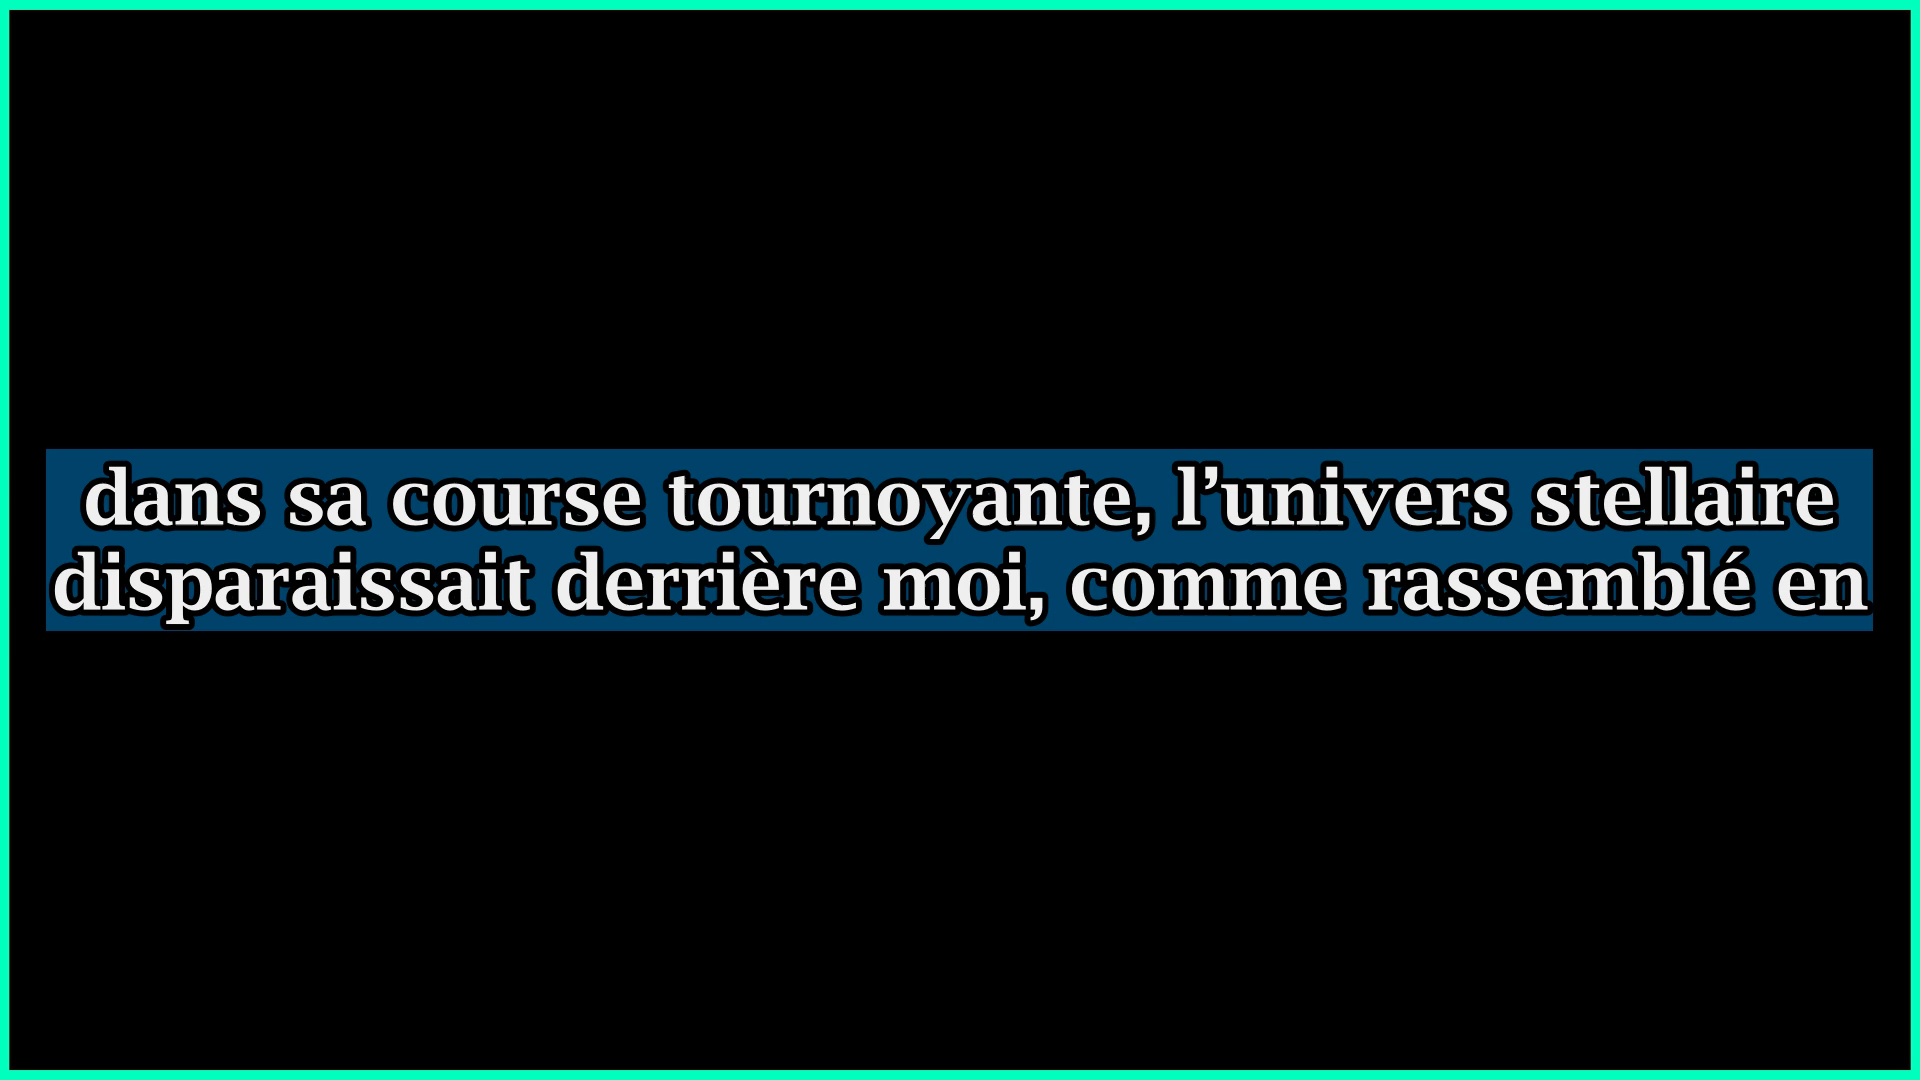 dans sa course tournoyante, l’univers stellaire
disparaissait derrière moi, comme rassemblé en